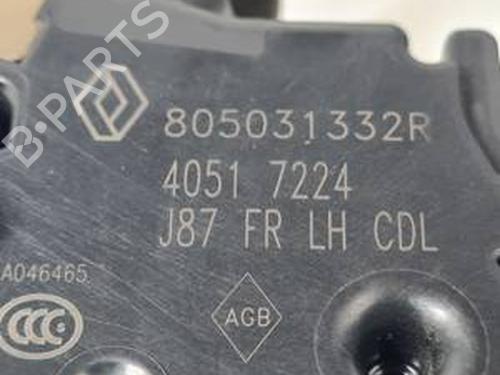 B-PARTS
805031332R
4051 7224
J87 FR LH CDL
A046465
CCC
AGB